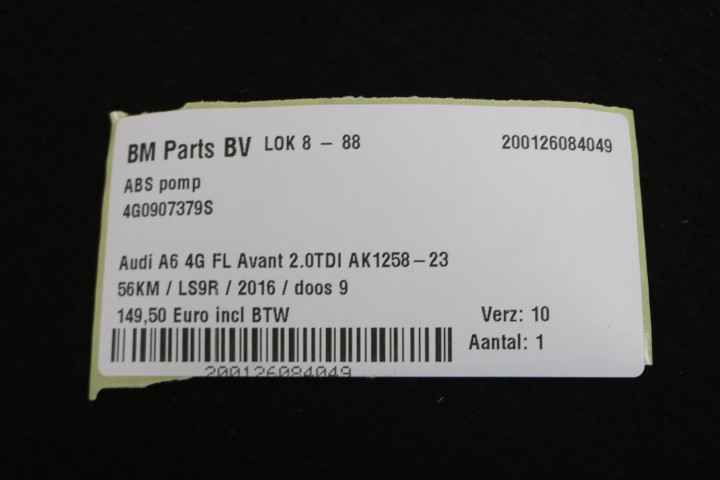 BM Parts BV LOK 8 – 88 200126084049
ABS pomp
4G0907379S
Audi A6 4G FL Avant 2.0TDI AK1258–23
56KM / LS9R / 2016 / doos 9
149,50 Euro incl BTW Verz: 10
Aantal: 1
200126084049